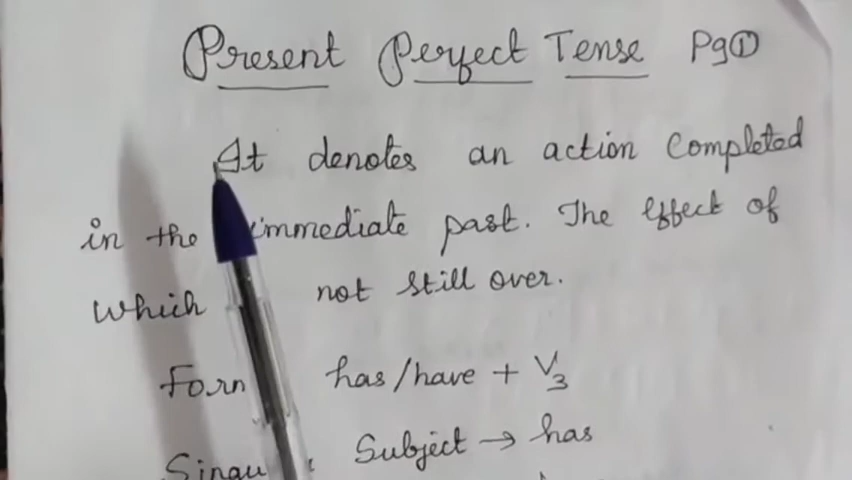 Present Perfect Tense Pg①
It denotes an action completed
in the immediate past. The effect of
which not still over.
Form has/have + V3
Subject → has